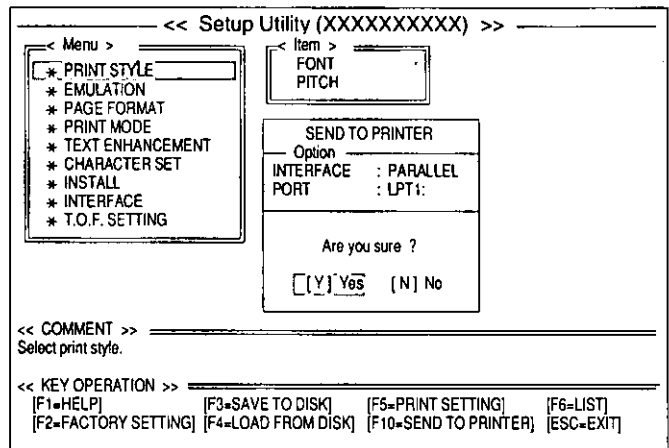 << Setup Utility (XXXXXXXXXX) >>
< Menu >
* PRINT STYLE
* EMULATION
* PAGE FORMAT
* PRINT MODE
* TEXT ENHANCEMENT
* CHARACTER SET
* INSTALL
* INTERFACE
* T.O.F. SETTING
< Item >
FONT
PITCH
SEND TO PRINTER
Option
INTERFACE : PARALLEL
PORT : LPT1:
Are you sure ?
[Y] Yes [N] No
<< COMMENT >>
Select print style.
<< KEY OPERATION >>
[F1=HELP] [F3=SAVE TO DISK] [F5=PRINT SETTING] [F6=LIST]
[F2=FACTORY SETTING] [F4=LOAD FROM DISK] [F10=SEND TO PRINTER] [ESC=EXIT]